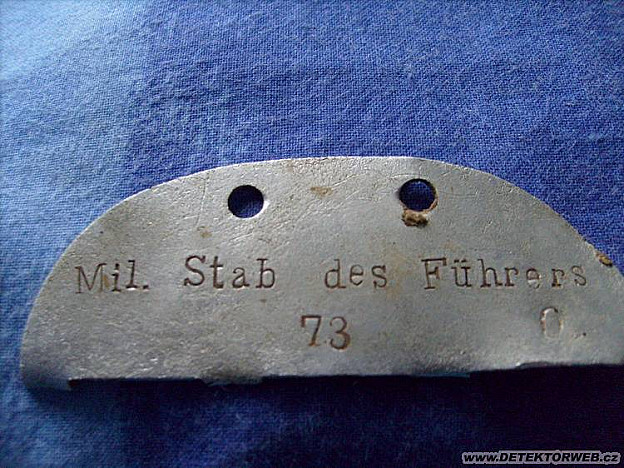 Mil. Stab des Führers
73 0
www.DETEKTORWEB.cz